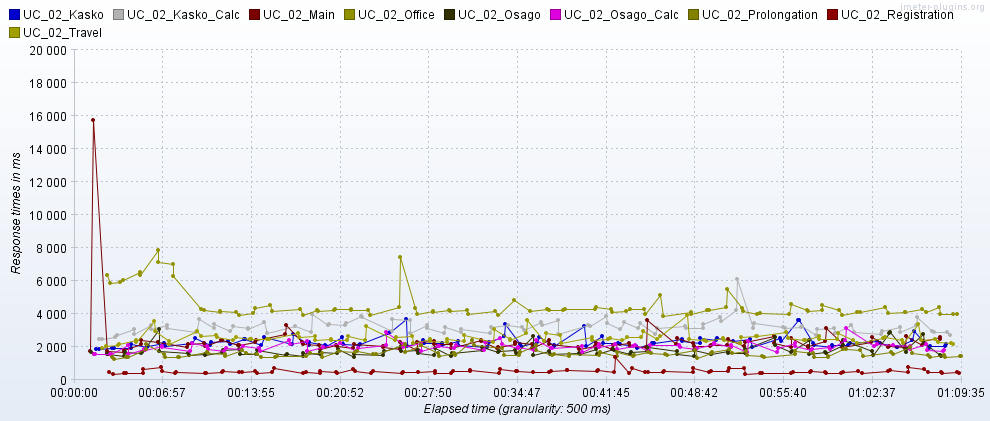 jmeter-plugins.org
UC_02_Kasko UC_02_Kasko_Calc UC_02_Main UC_02_Office UC_02_Osago UC_02_Osago_Calc UC_02_Prolongation UC_02_Registration
UC_02_Travel
20 000
18 000
16 000
14 000
12 000
10 000
8 000
6 000
4 000
2 000
0
Response times in ms
00:00:00 00:06:57 00:13:55 00:20:52 00:27:50 00:34:47 00:41:45 00:48:42 00:55:40 01:02:37 01:09:35
Elapsed time (granularity: 500 ms)